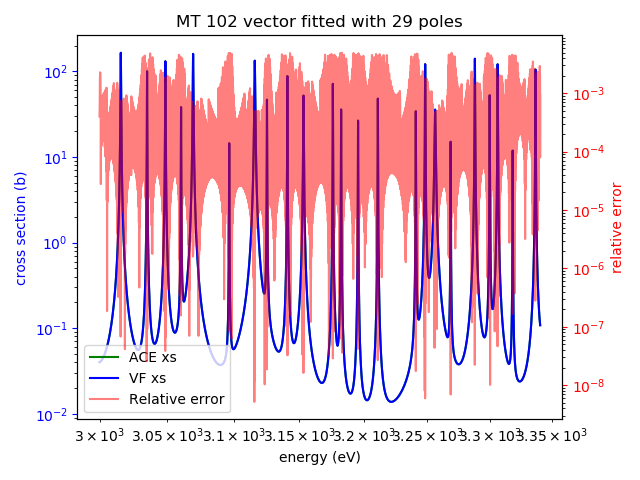 MT 102 vector fitted with 29 poles
10²
10¹
10⁰
10⁻¹
10⁻²
cross section (b)
10⁻³
10⁻⁴
10⁻⁵
10⁻⁶
10⁻⁷
10⁻⁸
relative error
ACE xs
VF xs
Relative error
3 × 10³ 3.05 × 10³ 3.1 × 10³ 3.15 × 10³ 3.2 × 10³ 3.25 × 10³ 3.3 × 10³ 3.35 × 10³
energy (eV)